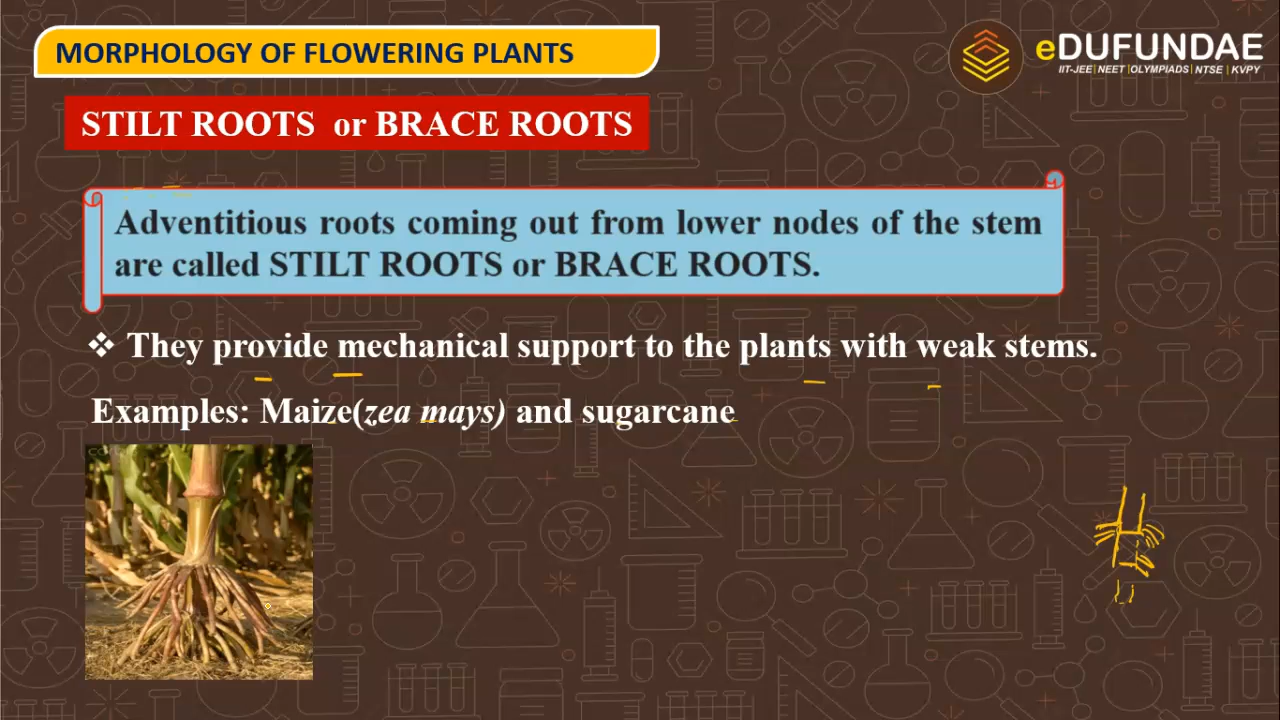 MORPHOLOGY OF FLOWERING PLANTS
eDUFUNDAE
IIT-JEE|NEET|OLYMPIADS|NTSE|KVPY
STILT ROOTS or BRACE ROOTS
Adventitious roots coming out from lower nodes of the stem
are called STILT ROOTS or BRACE ROOTS.
❖ They provide mechanical support to the plants with weak stems.
Examples: Maize(zea mays) and sugarcane